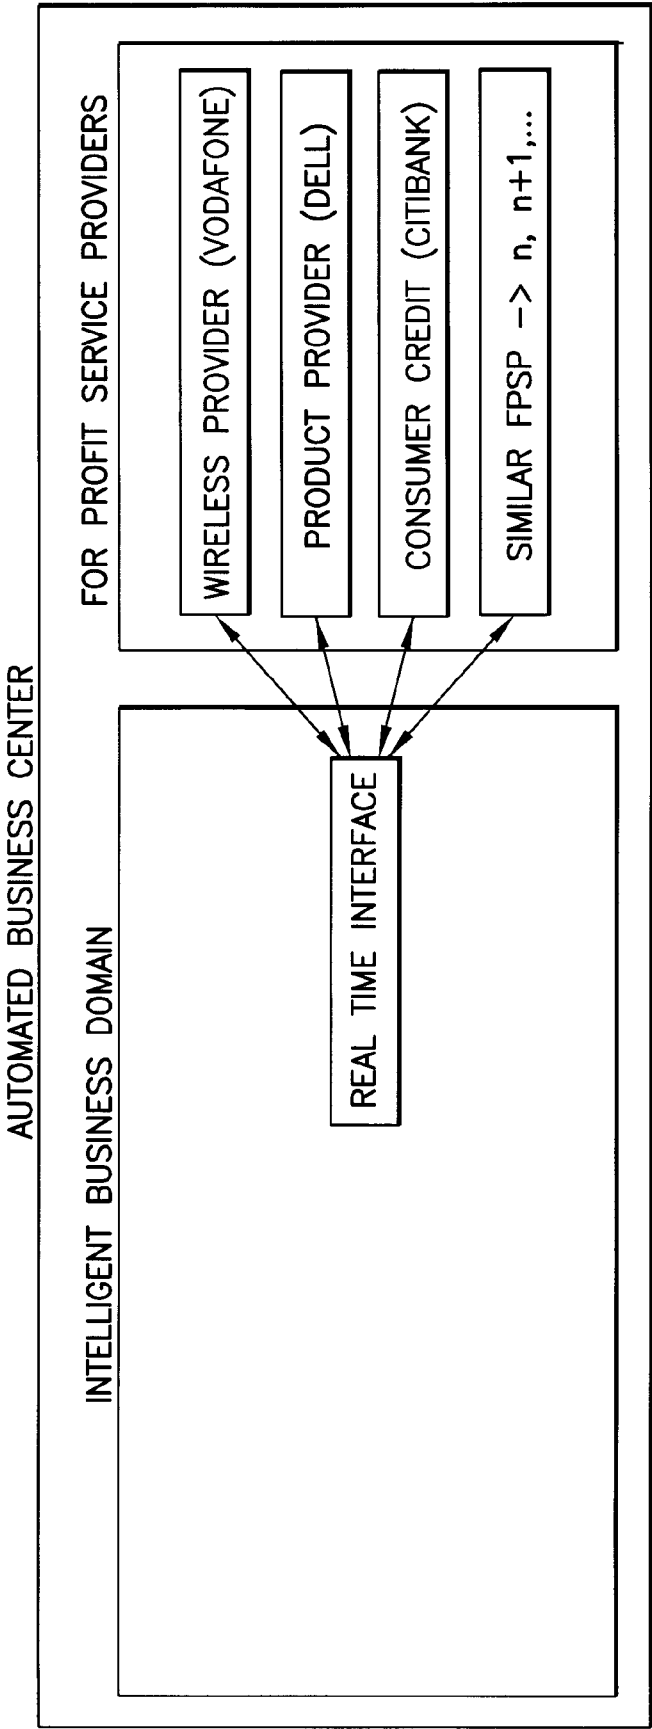 AUTOMATED BUSINESS CENTER
INTELLIGENT BUSINESS DOMAIN
REAL TIME INTERFACE
FOR PROFIT SERVICE PROVIDERS
WIRELESS PROVIDER (VODAFONE)
PRODUCT PROVIDER (DELL)
CONSUMER CREDIT (CITIBANK)
SIMILAR FPSP -> n, n+1,...